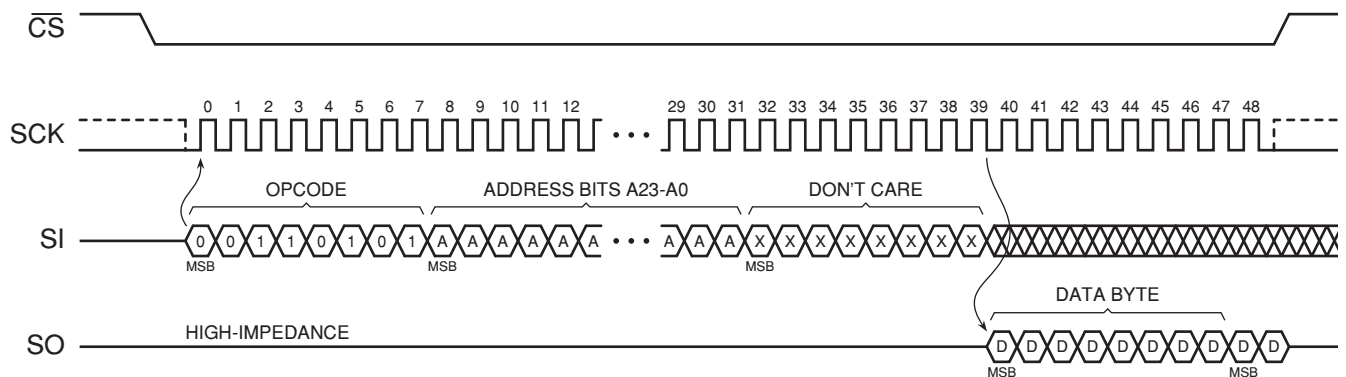 CS
0 1 2 3 4 5 6 7 8 9 10 11 12 29 30 31 32 33 34 35 36 37 38 39 40 41 42 43 44 45 46 47 48
SCK
OPCODE ADDRESS BITS A23-A0 DON'T CARE
SI 0 0 1 1 0 1 0 1 A A A A A A • • • A A A X X X X X X X X
MSB MSB MSB
DATA BYTE
HIGH-IMPEDANCE
SO D D D D D D D D D D
MSB MSB